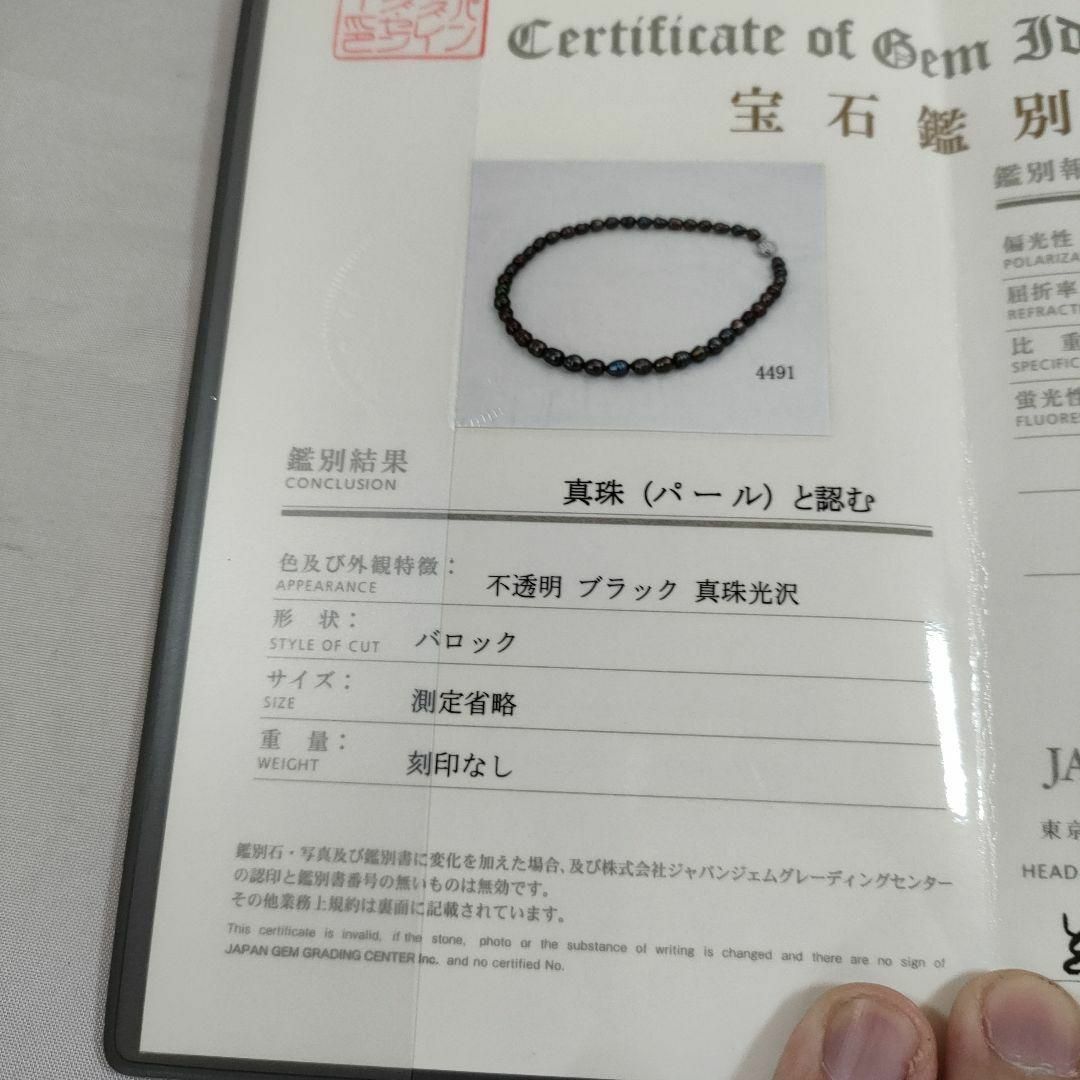 Certificate of Gem
宝石鑑別
4491
鑑別結果
CONCLUSION
真珠（パール）と認む
色及び外観特徴：
APPEARANCE
不透明 ブラック 真珠光沢
形 状：
STYLE OF CUT
バロック
サイズ：
SIZE
測定省略
重 量：
WEIGHT
刻印なし
鑑別石・写真及び鑑別書に変化を加えた場合、及び株式会社ジャパンジェムグレーディングセンター
の認印と鑑別書番号の無いものは無効です。
その他業務上規約は裏面に記載されています。
This certificate is invalid, if the stone, photo or the substance of writing is changed and there are no sign of
JAPAN GEM GRADING CENTER Inc. and no certified No.
鑑別報
偏光性
POLARIZA
屈折率
REFRACT
比 重
SPECIFIC
蛍光性
FLUORES
JA
東京
HEAD